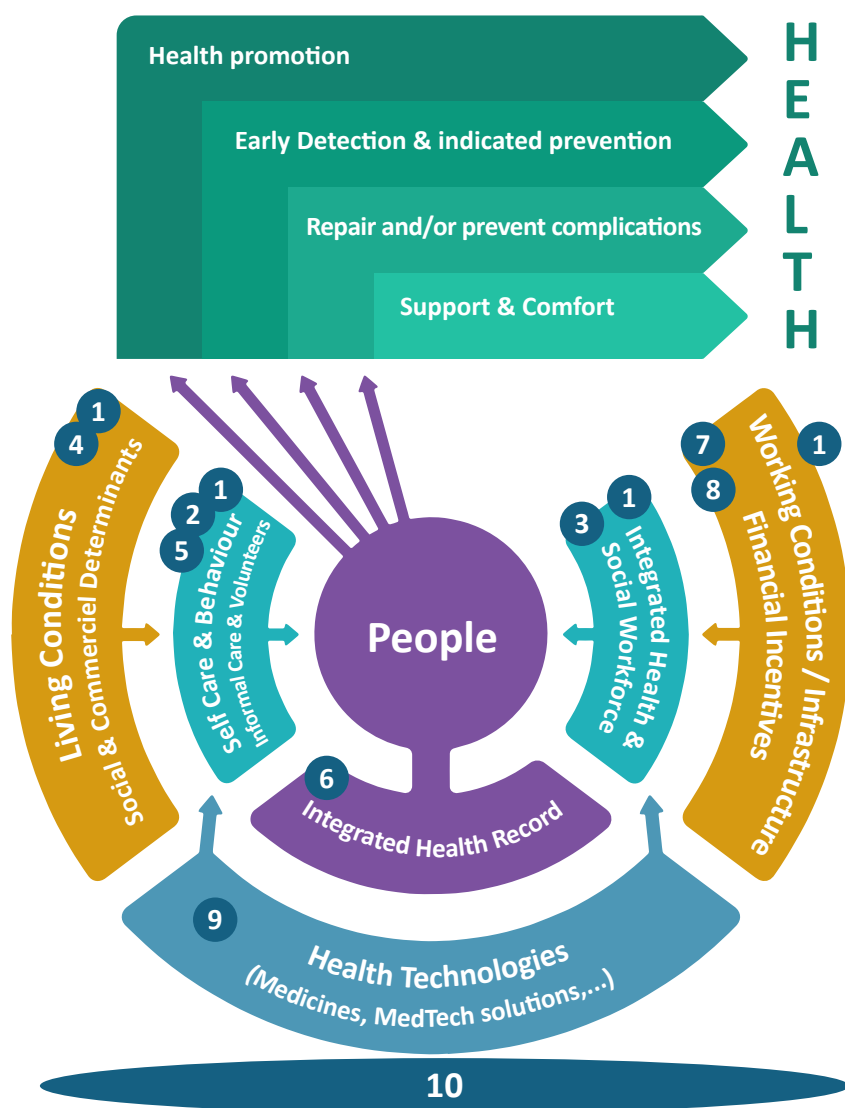 Health promotion
Early Detection & indicated prevention
Repair and/or prevent complications
Support & Comfort
HEALTH
1
4
Living Conditions
Social & Commerciel Determinants
1
2
5
Self Care & Behaviour
Informal Care & Volunteers
People
1
3
Integrated Health &
Social Workforce
7
1
8
Working Conditions / Infrastructure
Financial Incentives
6
Integrated Health Record
9
Health Technologies
(Medicines, MedTech solutions,...)
10